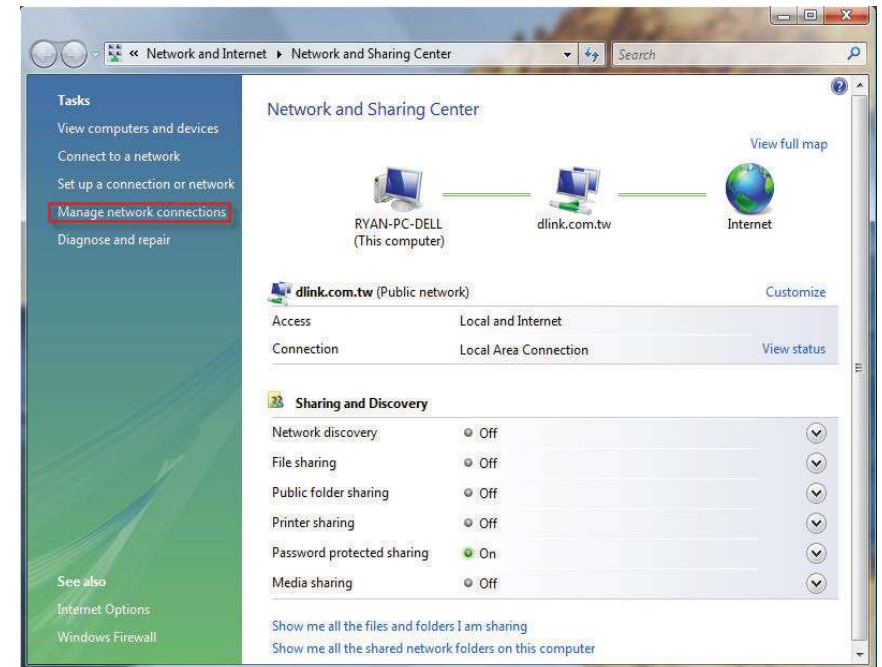 « Network and Internet ▸ Network and Sharing Center
Search
Tasks
View computers and devices
Connect to a network
Set up a connection or network
Manage network connections
Diagnose and repair
See also
Internet Options
Windows Firewall
Network and Sharing Center
View full map
RYAN-PC-DELL
(This computer)
dlink.com.tw
Internet
dlink.com.tw (Public network)
Customize
Access Local and Internet
Connection Local Area Connection View status
Sharing and Discovery
Network discovery Off
File sharing Off
Public folder sharing Off
Printer sharing Off
Password protected sharing On
Media sharing Off
Show me all the files and folders I am sharing
Show me all the shared network folders on this computer